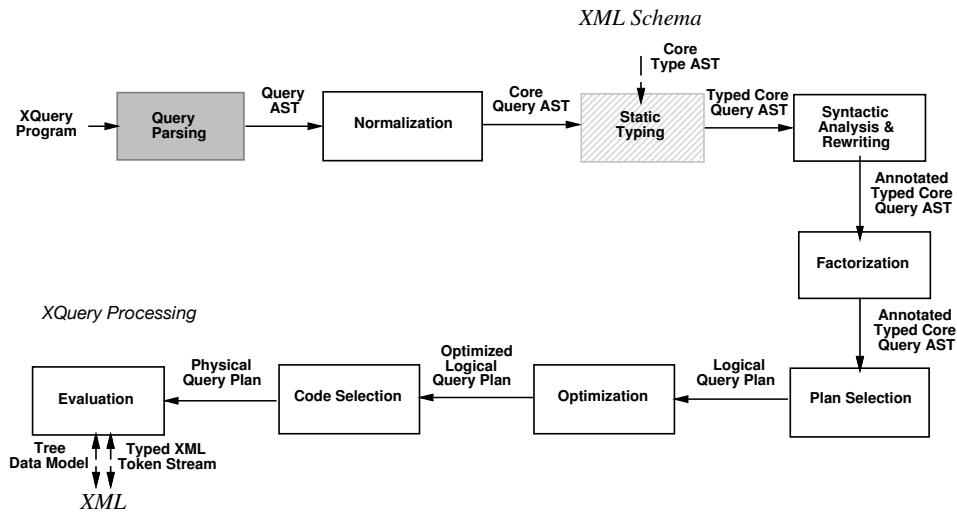 XML Schema
Core
Type AST
XQuery
Program
Query
Parsing
Query
AST
Normalization
Core
Query AST
Static
Typing
Typed Core
Query AST
Syntactic
Analysis &
Rewriting
Annotated
Typed Core
Query AST
Factorization
Annotated
Typed Core
Query AST
XQuery Processing
Evaluation
Physical
Query Plan
Code Selection
Optimized
Logical
Query Plan
Optimization
Logical
Query Plan
Plan Selection
Tree
Data Model
Typed XML
Token Stream
XML